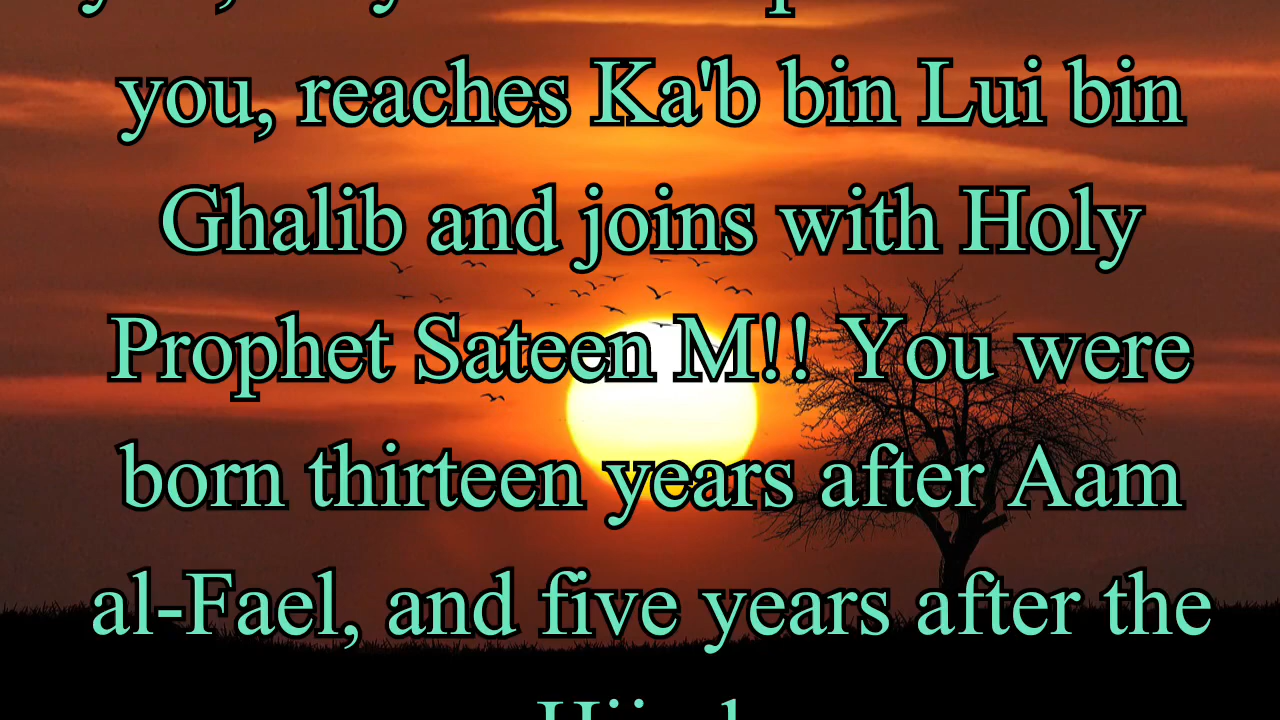 you, reaches Ka'b bin Lui bin
Ghalib and joins with Holy
Prophet Sateen M!! You were
born thirteen years after Aam
al-Fael, and five years after the